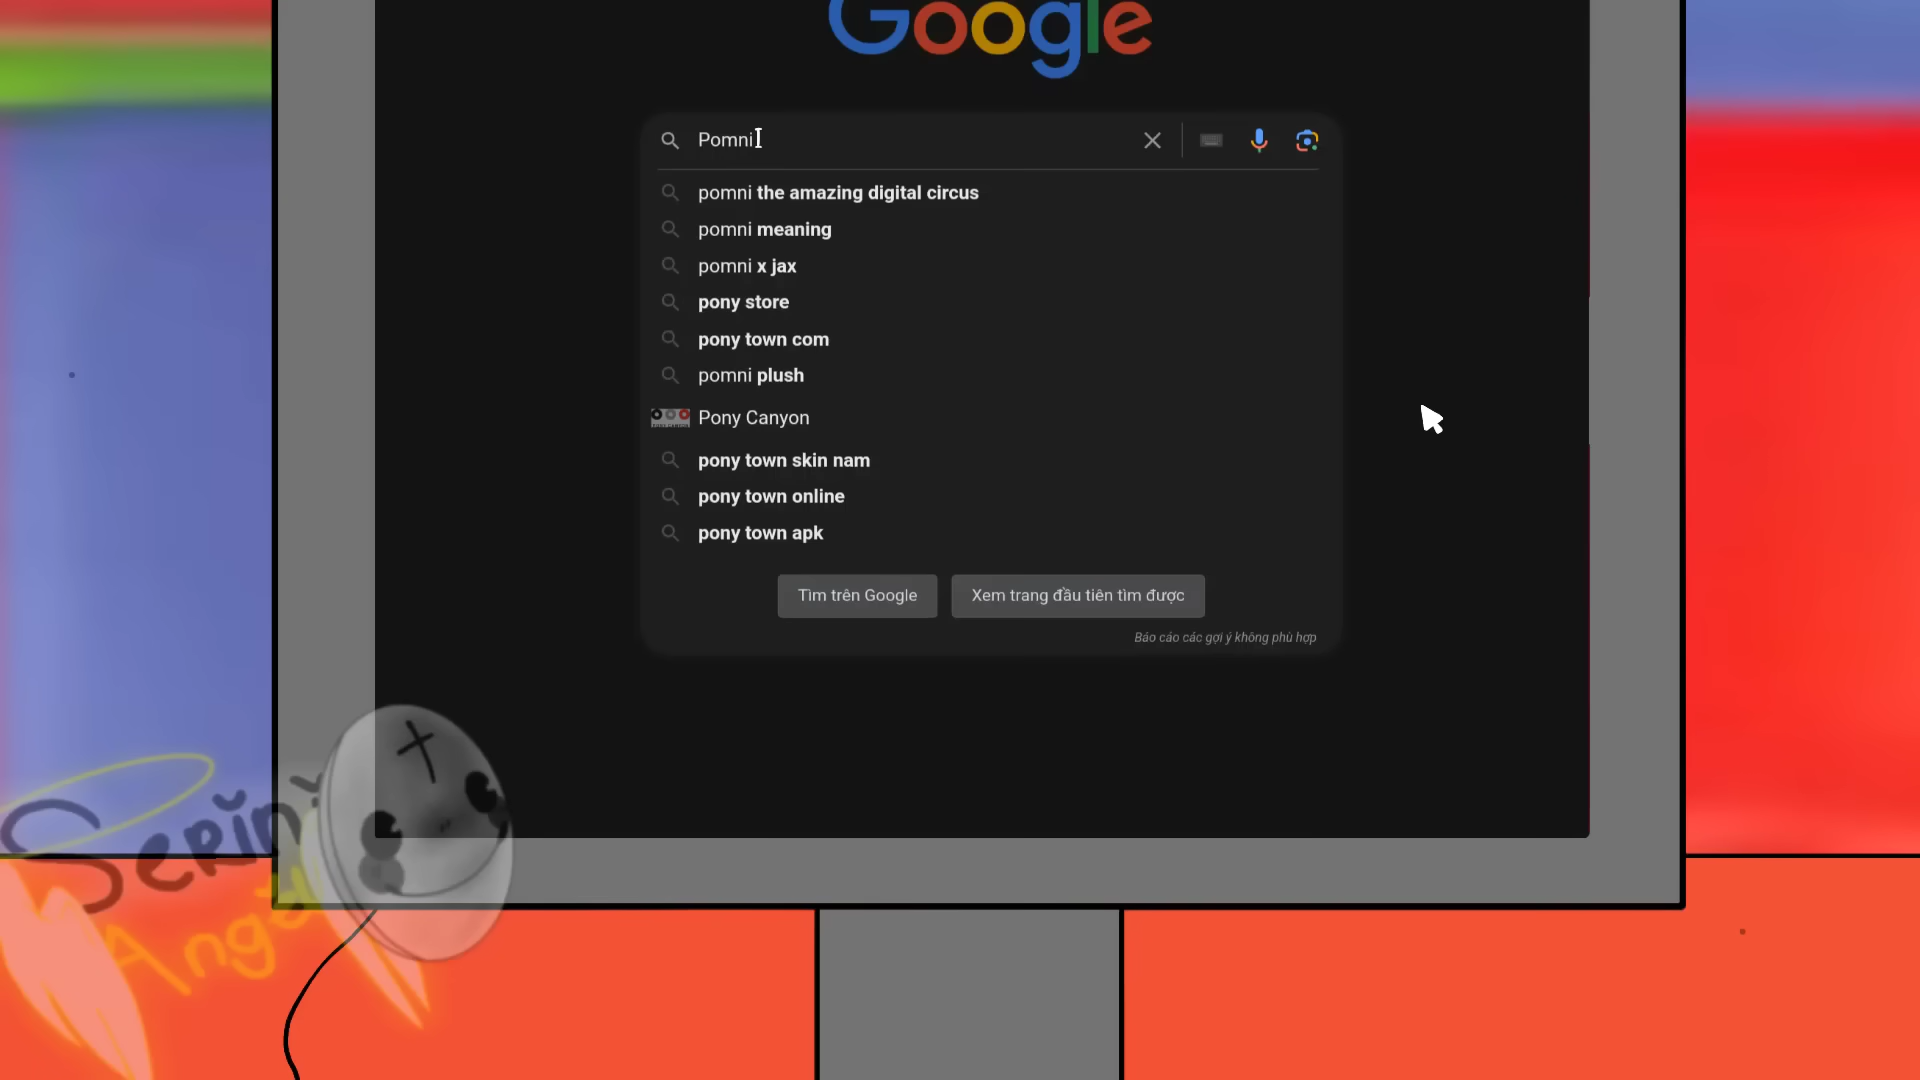 Google
Pomni
pomni the amazing digital circus
pomni meaning
pomni x jax
pony store
pony town com
pomni plush
Pony Canyon
pony town skin nam
pony town online
pony town apk
Tìm trên Google
Xem trang đầu tiên tìm được
Báo cáo các gợi ý không phù hợp